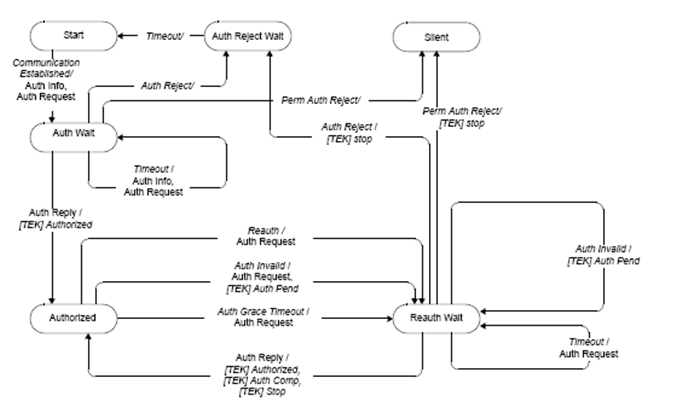 Start
Timeout/
Auth Reject Wait
Silent
Communication
Established/
Auth Info,
Auth Request
Auth Reject/
Perm Auth Reject/
Perm Auth Reject/
[TEK] stop
Auth Reject /
[TEK] stop
Auth Wait
Timeout /
Auth Info,
Auth Request
Auth Reply /
[TEK] Authorized
Reauth /
Auth Request
Auth Invalid /
Auth Request,
[TEK] Auth Pend
Auth Invalid /
[TEK] Auth Pend
Authorized
Auth Grace Timeout /
Auth Request
Reauth Wait
Timeout /
Auth Request
Auth Reply /
[TEK] Authorized,
[TEK] Auth Comp,
[TEK] Stop